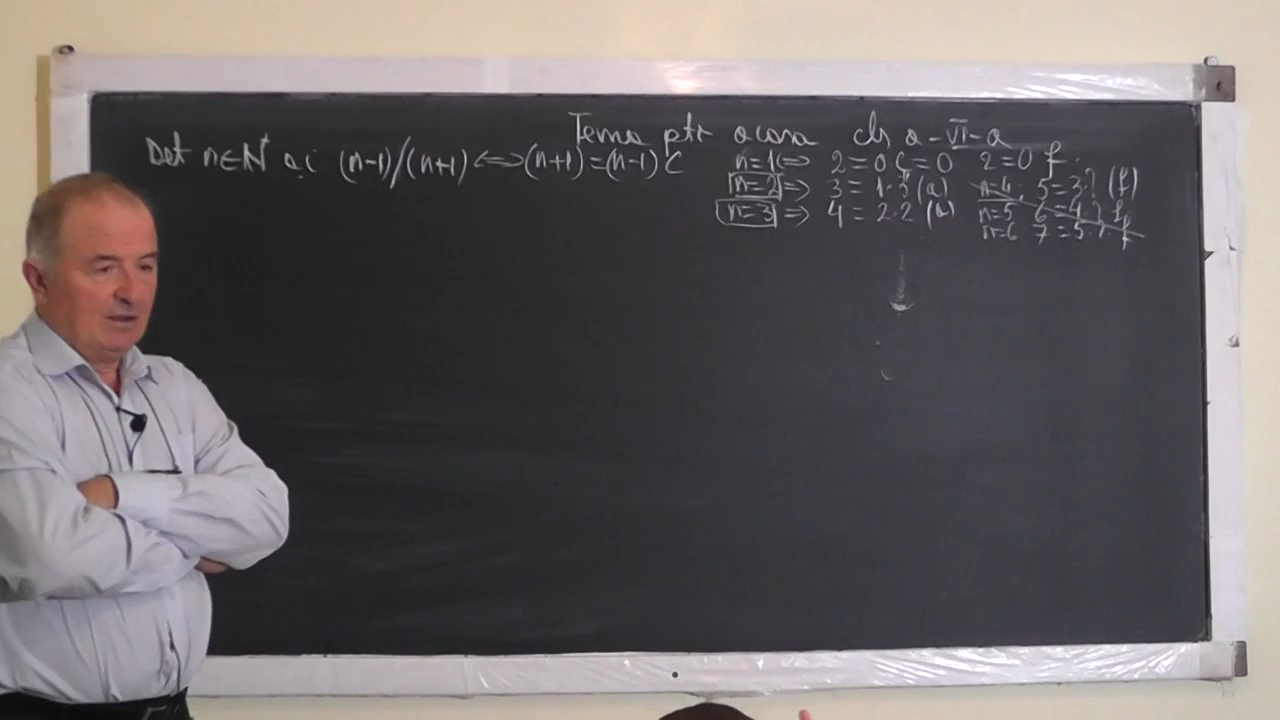 Tema ptr acasa cls a-VI-a
Det n∈N* a.i (n-1)/(n+1) <=> (n+1)=(n-1) C
n=1 => 2=0 C=0 2=0 f.
n=2 => 3=1.3 (a)
n=3 => 4=2.2 (a)
n=4: 5=3.? (f)
n=5 6=4.? f
n=6 7=5.? f